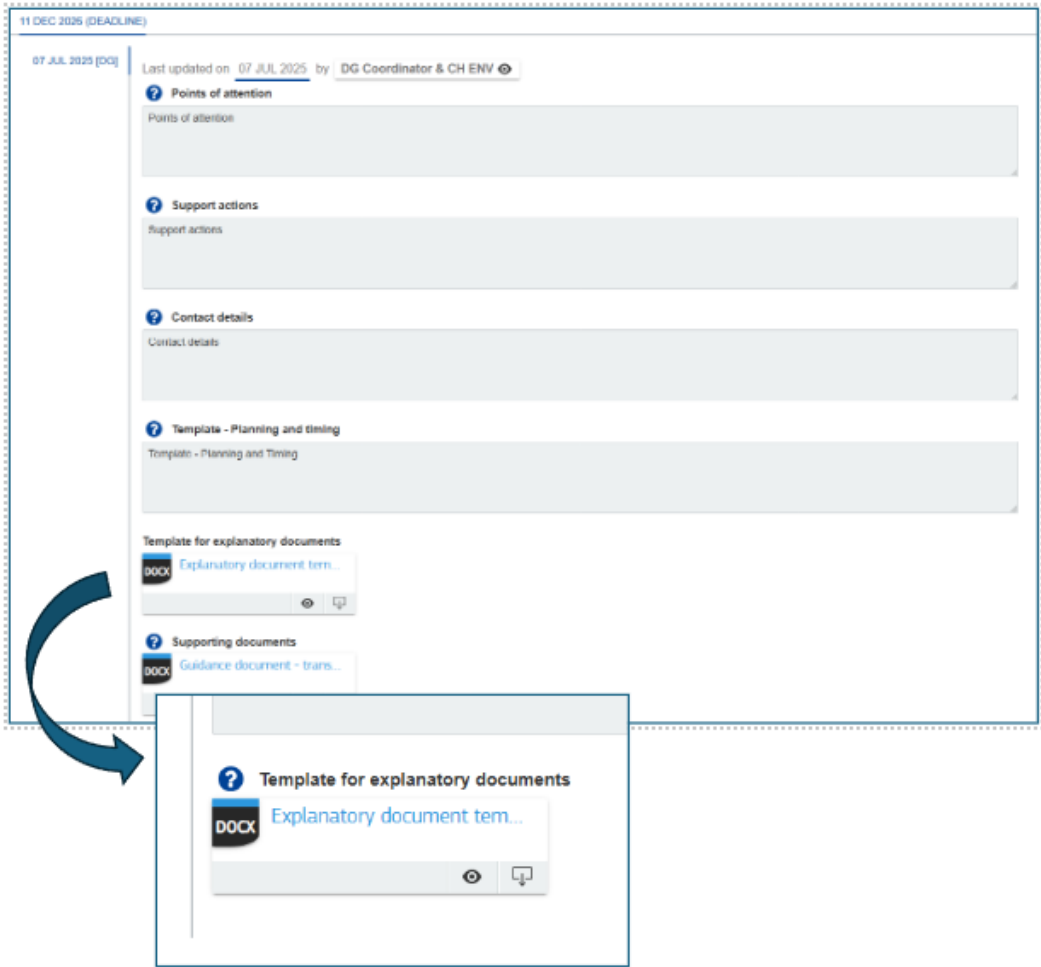 11 DEC 2025 (DEADLINE)
07 JUL 2025 [DG]
Last updated on 07 JUL 2025 by DG Coordinator & CH ENV
? Points of attention
Points of attention
? Support actions
Support actions
? Contact details
Contact details
? Template - Planning and timing
Template - Planning and Timing
Template for explanatory documents
DOCX Explanatory document tem...
? Supporting documents
DOCX Guidance document - trans...
? Template for explanatory documents
DOCX Explanatory document tem...